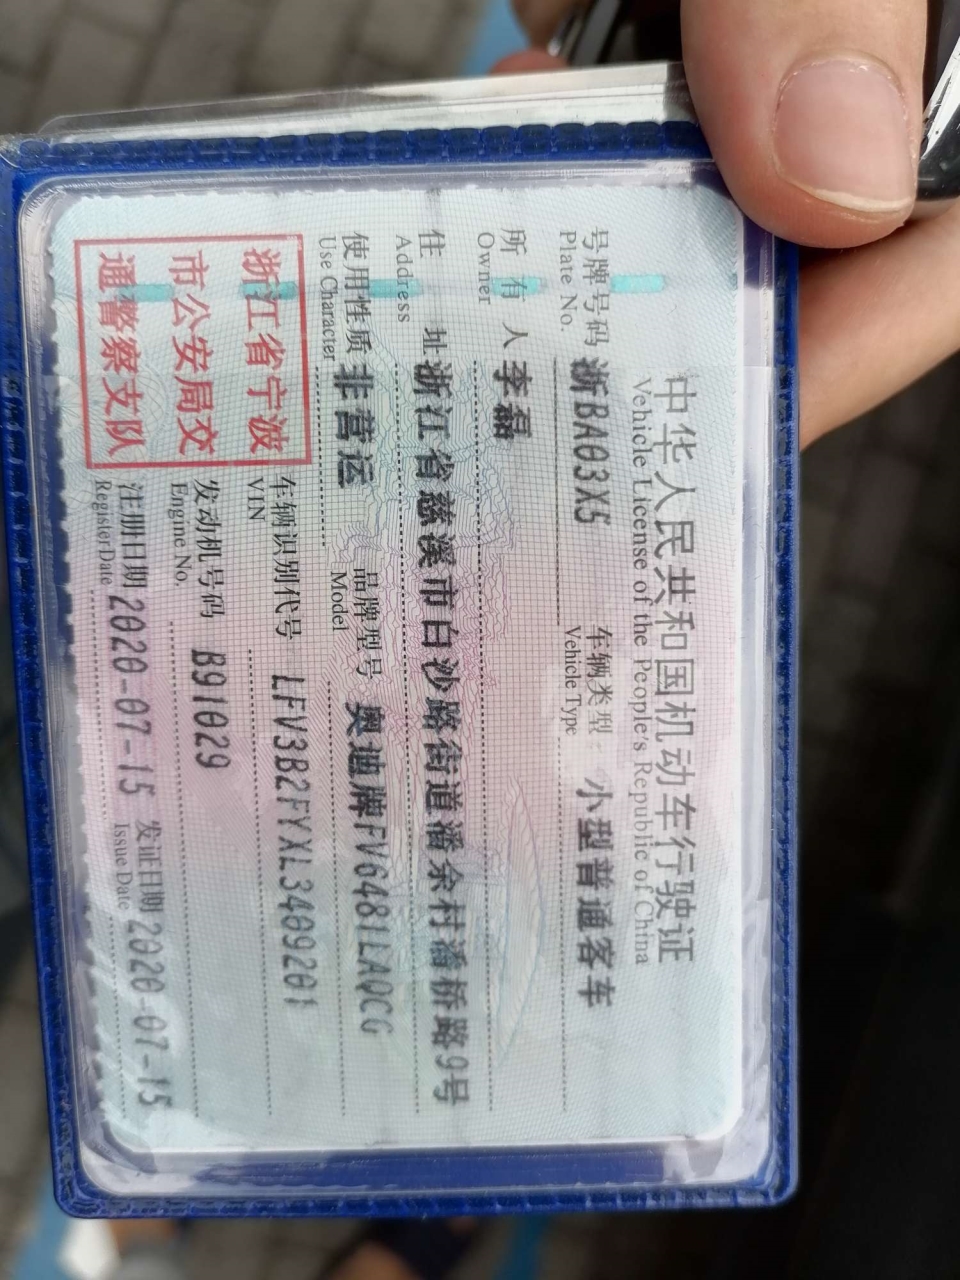 中华人民共和国机动车行驶证
Vehicle License of the People's Republic of China
号牌号码 浙BA03X5 车辆类型 小型普通客车
Plate No. Vehicle Type
所有人 李磊
Owner
住址 浙江省慈溪市白沙路街道潘余村潘桥路9号
Address
使用性质 非营运 品牌型号 奥迪牌FV6481LAQCG
Use Character Model
浙江省宁波
市公安局交
通警察支队
车辆识别代号 LFV3B2FYXL3409201
VIN
发动机号码 B91029
Engine No.
注册日期 2020-07-15 发证日期 2020-07-15
Register Date Issue Date